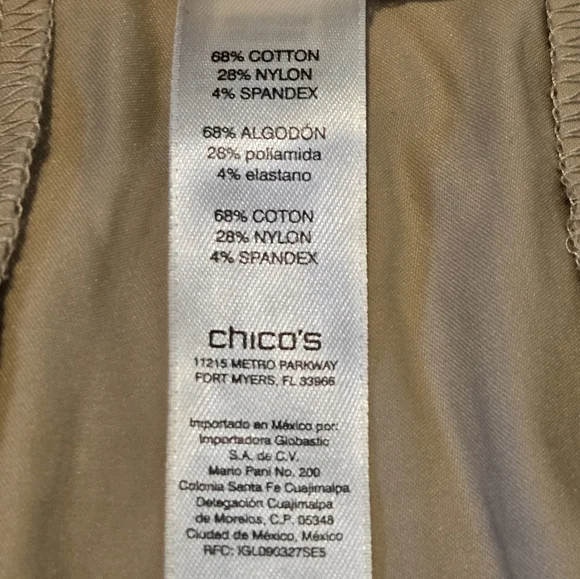 68% COTTON
28% NYLON
4% SPANDEX
68% ALGODÓN
28% poliamida
4% elastano
68% COTON
28% NYLON
4% SPANDEX
chico's
11215 METRO PARKWAY
FORT MYERS, FL 33966
Importado en México por:
Importadora Globastic
S.A. de C.V.
Mario Pani No. 200
Colonia Santa Fe Cuajimalpa
Delegación Cuajimalpa
de Morelos, C.P. 05348
Ciudad de México, México
RFC: IGL090327SE5